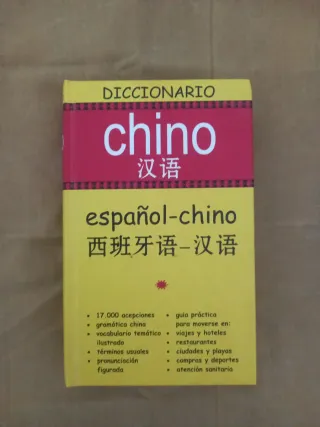 DICCIONARIO
chino
汉语
español-chino
西班牙语-汉语
• 17.000 acepciones
• gramática china
• vocabulario temático
ilustrado
• términos usuales
• pronunciación
figurada
• guía práctica
para moverse en:
• viajes y hoteles
• restaurantes
• ciudades y playas
• compras y deportes
• atención sanitaria